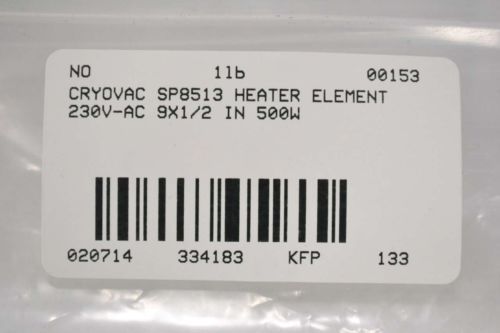 NO 1lb 00153
CRYOVAC SP8513 HEATER ELEMENT
230V-AC 9X1/2 IN 500W
020714 334183 KFP 133